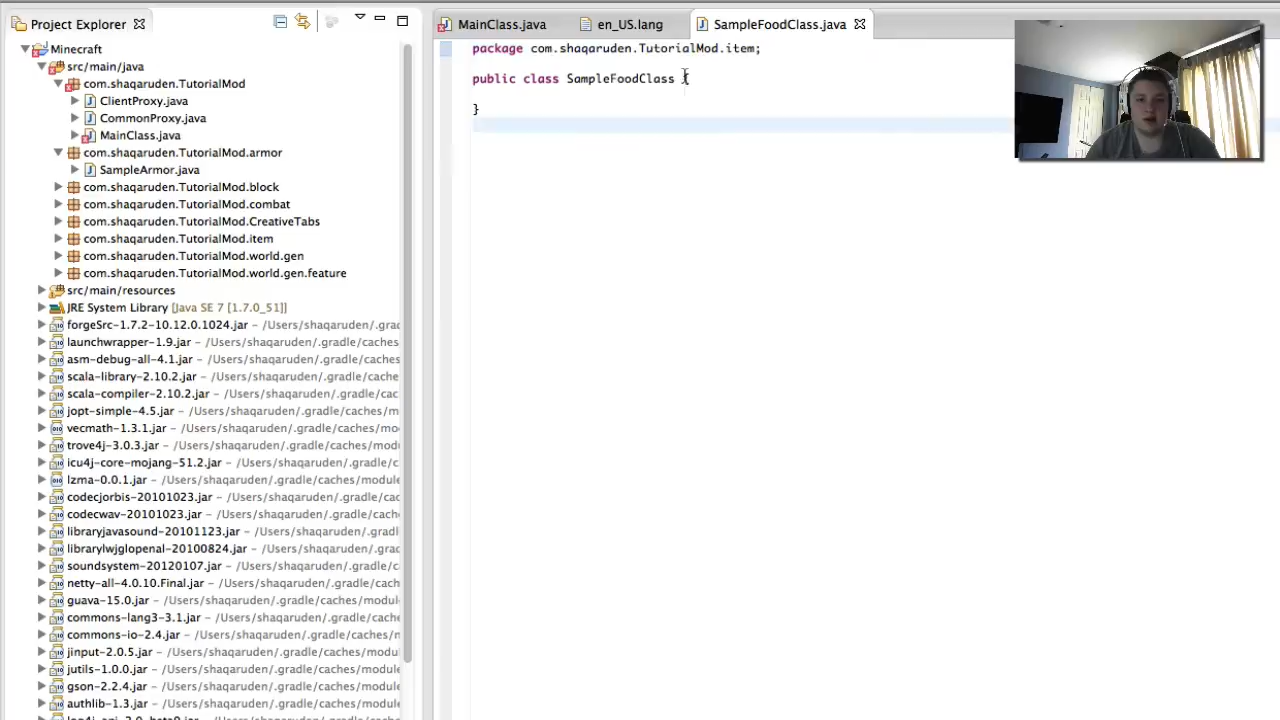 Project Explorer
Minecraft
src/main/java
com.shaqaruden.TutorialMod
ClientProxy.java
CommonProxy.java
MainClass.java
com.shaqaruden.TutorialMod.armor
SampleArmor.java
com.shaqaruden.TutorialMod.block
com.shaqaruden.TutorialMod.combat
com.shaqaruden.TutorialMod.CreativeTabs
com.shaqaruden.TutorialMod.item
com.shaqaruden.TutorialMod.world.gen
com.shaqaruden.TutorialMod.world.gen.feature
src/main/resources
JRE System Library [Java SE 7 [1.7.0_51]]
forgeSrc-1.7.2-10.12.0.1024.jar - /Users/shaqaruden/.grad
launchwrapper-1.9.jar - /Users/shaqaruden/.gradle/caches
asm-debug-all-4.1.jar - /Users/shaqaruden/.gradle/caches
scala-library-2.10.2.jar - /Users/shaqaruden/.gradle/cache
scala-compiler-2.10.2.jar - /Users/shaqaruden/.gradle/cac
jopt-simple-4.5.jar - /Users/shaqaruden/.gradle/caches/m
vecmath-1.3.1.jar - /Users/shaqaruden/.gradle/caches/mo
trove4j-3.0.3.jar - /Users/shaqaruden/.gradle/caches/mod
icu4j-core-mojang-51.2.jar - /Users/shaqaruden/.gradle/c
lzma-0.0.1.jar - /Users/shaqaruden/.gradle/caches/module
codecjorbis-20101023.jar - /Users/shaqaruden/.gradle/ca
codecwav-20101023.jar - /Users/shaqaruden/.gradle/cach
libraryjavasound-20101123.jar - /Users/shaqaruden/.grad
librarylwjglopenal-20100824.jar - /Users/shaqaruden/.gra
soundsystem-20120107.jar - /Users/shaqaruden/.gradle/c
netty-all-4.0.10.Final.jar - /Users/shaqaruden/.gradle/ca
guava-15.0.jar - /Users/shaqaruden/.gradle/caches/modul
commons-lang3-3.1.jar - /Users/shaqaruden/.gradle/cach
commons-io-2.4.jar - /Users/shaqaruden/.gradle/caches/
jinput-2.0.5.jar - /Users/shaqaruden/.gradle/caches/mod
jutils-1.0.0.jar - /Users/shaqaruden/.gradle/caches/modu
gson-2.2.4.jar - /Users/shaqaruden/.gradle/caches/modul
authlib-1.3.jar - /Users/shaqaruden/.gradle/caches/modu
MainClass.java en_US.lang SampleFoodClass.java
package com.shaqaruden.TutorialMod.item;
public class SampleFoodClass {
}